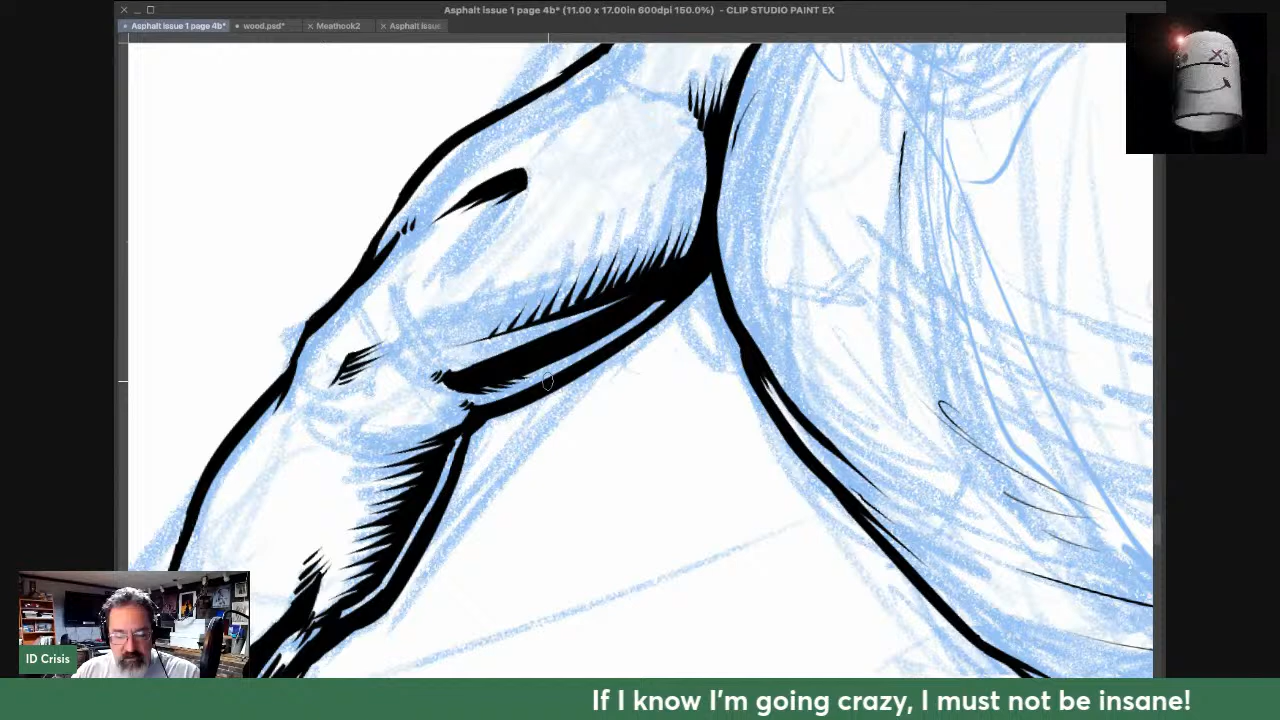 Asphalt issue 1 page 4b* (11.00 x 17.00in 600dpi 150.0%) - CLIP STUDIO PAINT EX
Asphalt issue 1 page 4b* wood.psd* Meathook2 Asphalt issue
ID Crisis
If I know I'm going crazy, I must not be insane!